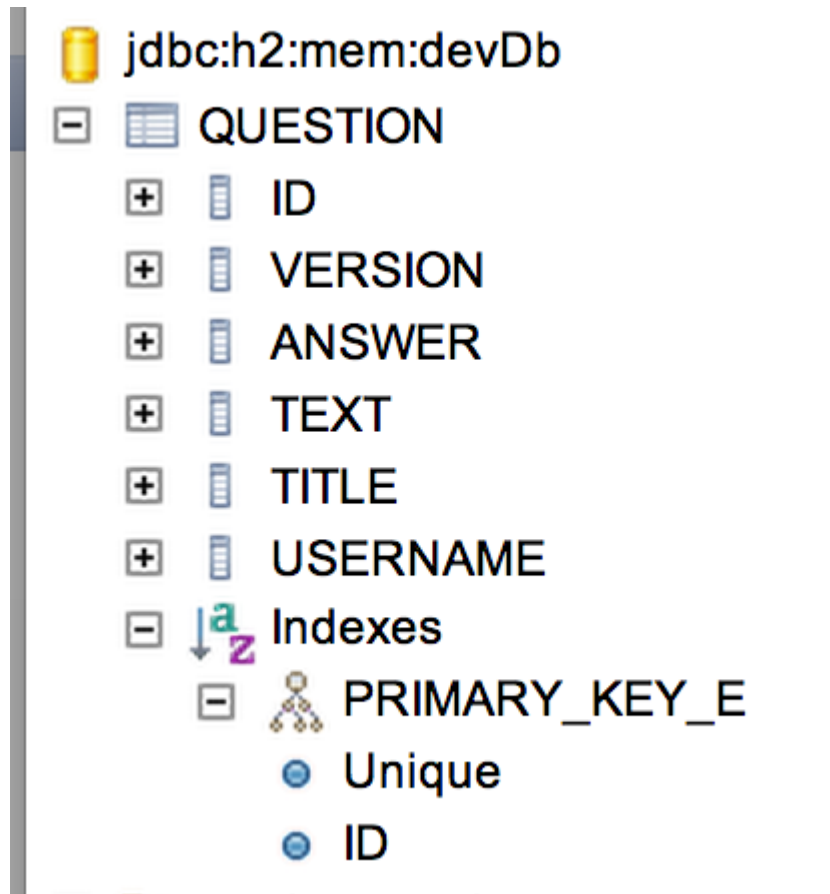 jdbc:h2:mem:devDb
QUESTION
ID
VERSION
ANSWER
TEXT
TITLE
USERNAME
Indexes
PRIMARY_KEY_E
Unique
ID